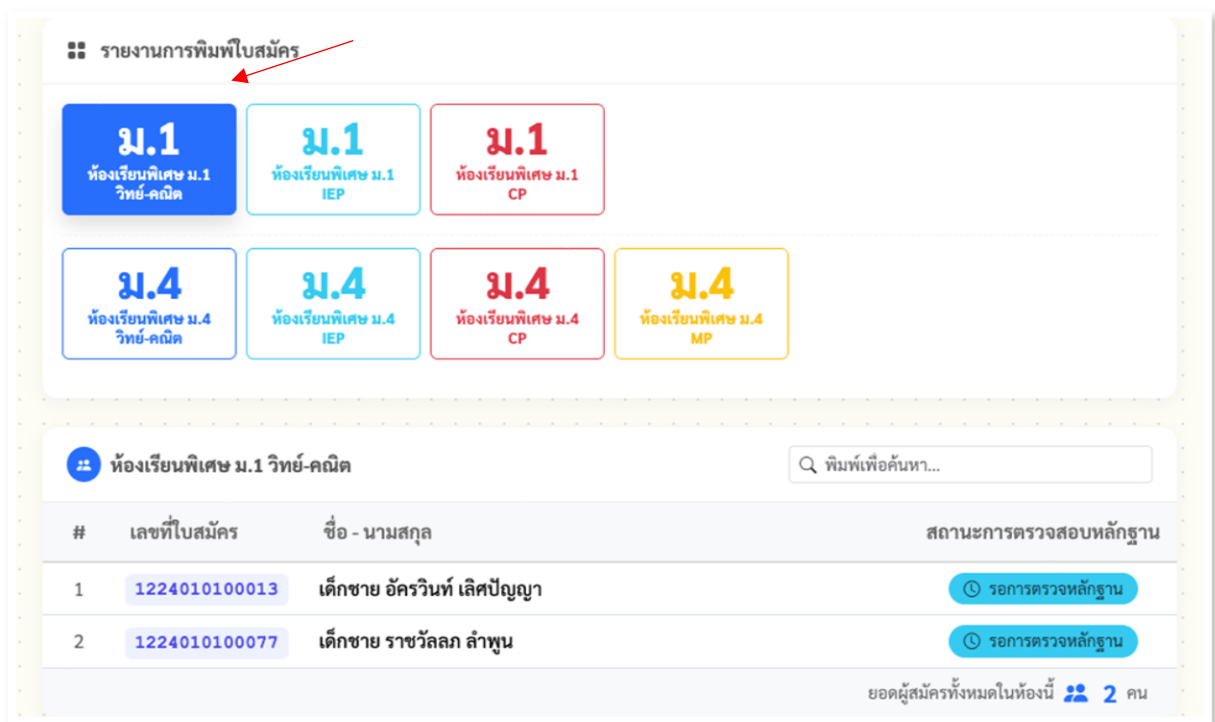 รายงานการพิมพ์ใบสมัคร
ม.1 ม.1 ม.1
ห้องเรียนพิเศษ ม.1 ห้องเรียนพิเศษ ม.1 ห้องเรียนพิเศษ ม.1
วิทย์-คณิต IEP CP
ม.4 ม.4 ม.4 ม.4
ห้องเรียนพิเศษ ม.4 ห้องเรียนพิเศษ ม.4 ห้องเรียนพิเศษ ม.4 ห้องเรียนพิเศษ ม.4
วิทย์-คณิต IEP CP MP
ห้องเรียนพิเศษ ม.1 วิทย์-คณิต พิมพ์เพื่อค้นหา...
# เลขที่ใบสมัคร ชื่อ - นามสกุล สถานะการตรวจสอบหลักฐาน
1 1224010100013 เด็กชาย อัครวินท์ เลิศปัญญา รอการตรวจหลักฐาน
2 1224010100077 เด็กชาย ราชวัลลภ ลำพูน รอการตรวจหลักฐาน
ยอดผู้สมัครทั้งหมดในห้องนี้ 2 คน